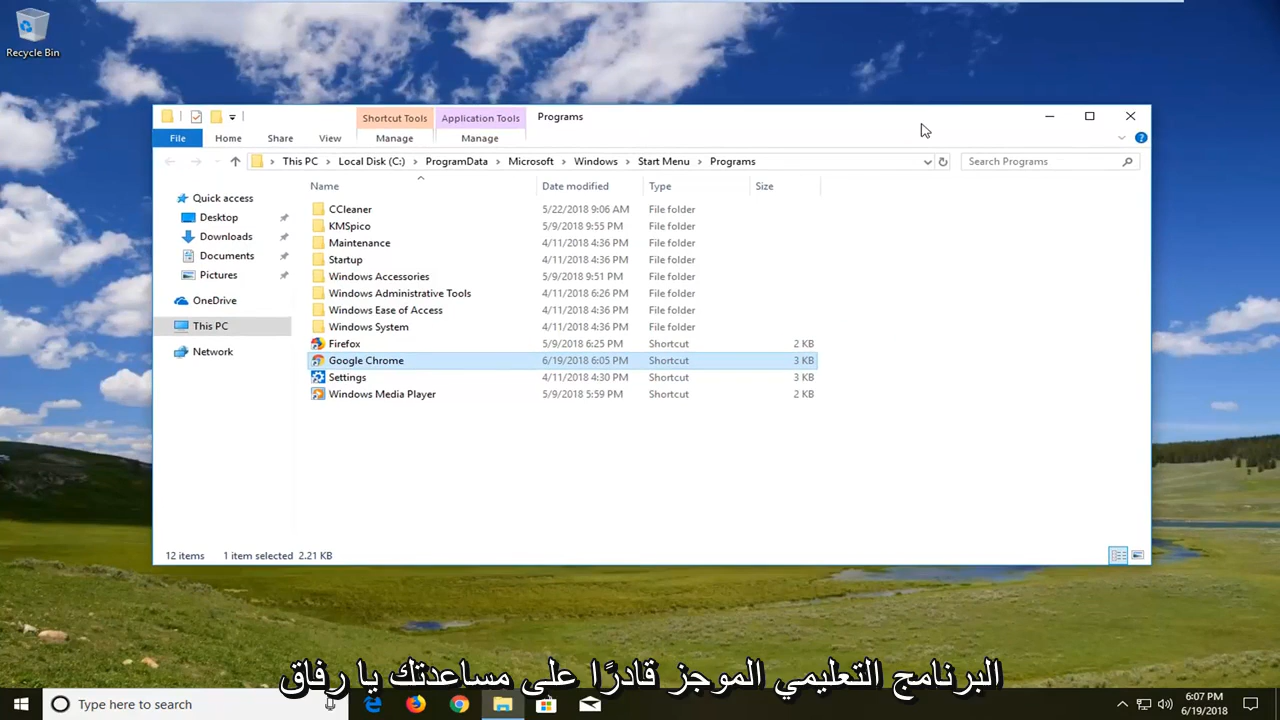 Recycle Bin
Shortcut Tools
Application Tools
Programs
File
Home
Share
View
Manage
Manage
This PC
Local Disk (C:)
ProgramData
Microsoft
Windows
Start Menu
Programs
Search Programs
Name
Date modified
Type
Size
Quick access
Desktop
Downloads
Documents
Pictures
OneDrive
This PC
Network
CCleaner 5/22/2018 9:06 AM File folder
KMSpico 5/9/2018 9:55 PM File folder
Maintenance 4/11/2018 4:36 PM File folder
Startup 4/11/2018 4:36 PM File folder
Windows Accessories 5/9/2018 9:51 PM File folder
Windows Administrative Tools 4/11/2018 6:26 PM File folder
Windows Ease of Access 4/11/2018 4:36 PM File folder
Windows System 4/11/2018 4:36 PM File folder
Firefox 5/9/2018 6:25 PM Shortcut 2 KB
Google Chrome 6/19/2018 6:05 PM Shortcut 3 KB
Settings 4/11/2018 4:30 PM Shortcut 3 KB
Windows Media Player 5/9/2018 5:59 PM Shortcut 2 KB
12 items 1 item selected 2.21 KB
البرنامج التعليمي الموجز قادرًا على مساعدتك يا رفاق
Type here to search
6:07 PM
6/19/2018